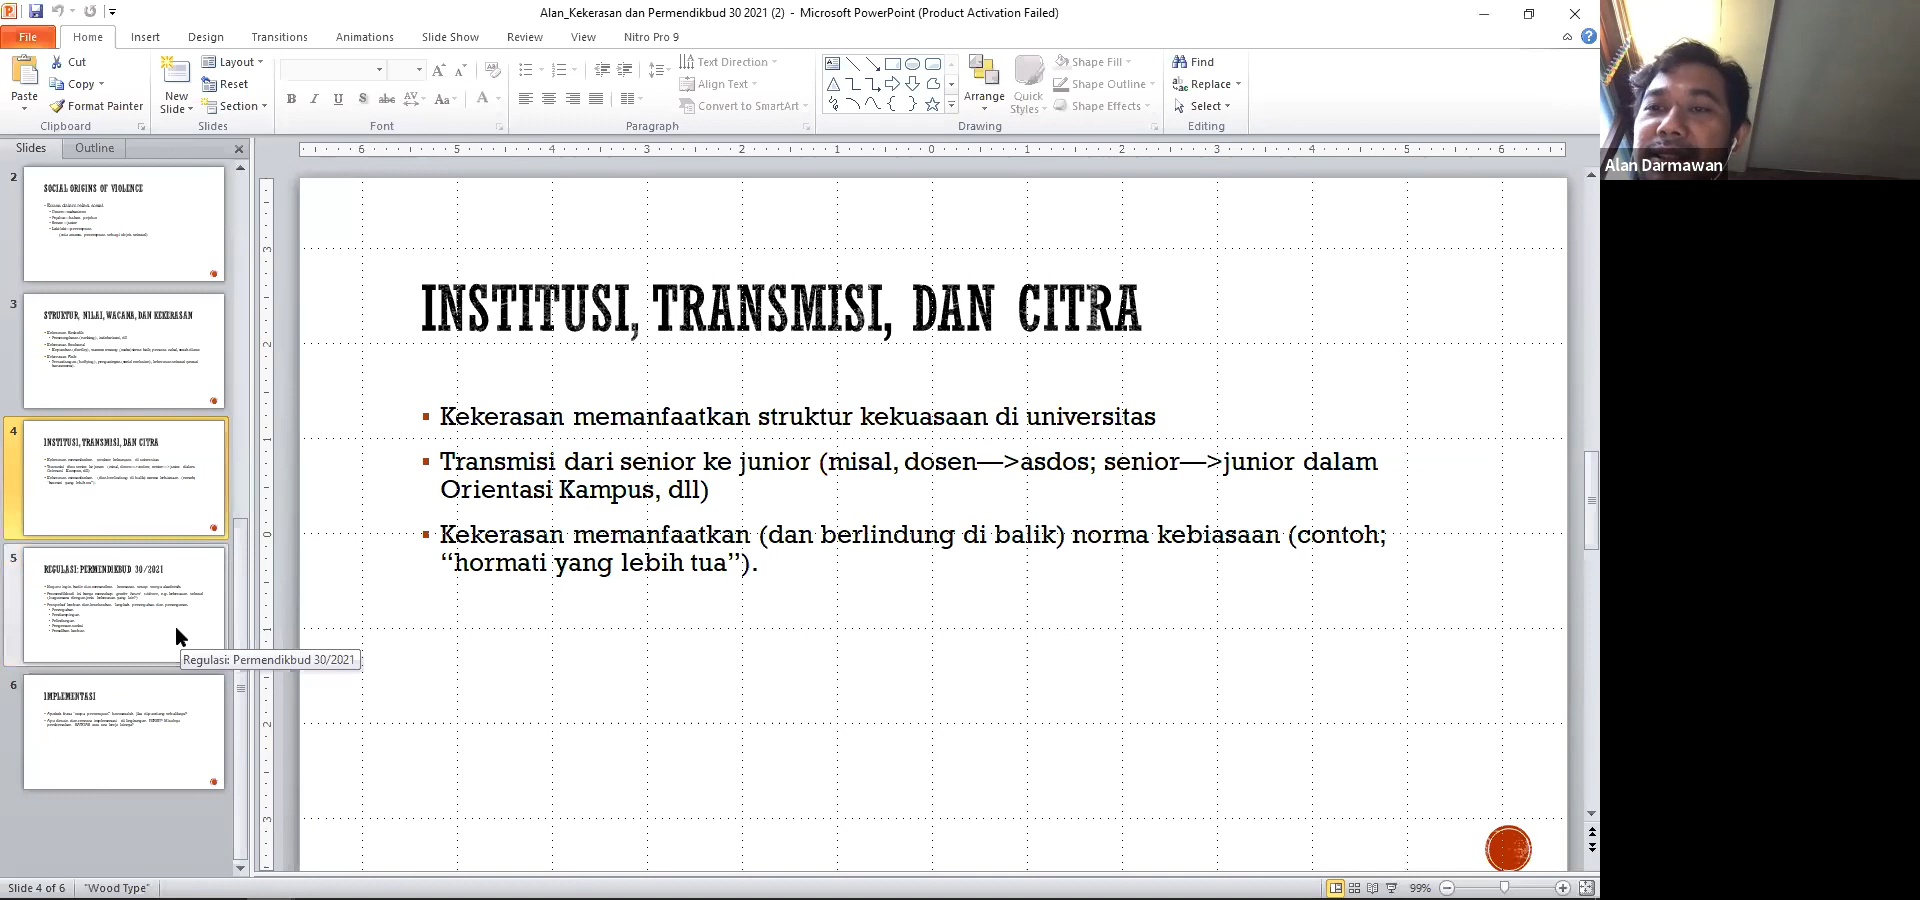 Alan_Kekerasan dan Permendikbud 30 2021 (2) - Microsoft PowerPoint (Product Activation Failed)
File Home Insert Design Transitions Animations Slide Show Review View Nitro Pro 9
Paste
Cut
Copy
Format Painter
Clipboard
New Slide
Layout
Reset
Section
Slides
Font
Text Direction
Align Text
Convert to SmartArt
Paragraph
Arrange
Quick Styles
Shape Fill
Shape Outline
Shape Effects
Drawing
Find
Replace
Select
Editing
Alan Darmawan
Slides Outline
2
SOCIAL ORIGINS OF VIOLENCE
3
STRUKTUR, NILAI, WACANA, DAN KEKERASAN
4
INSTITUSI, TRANSMISI, DAN CITRA
5
REGULASI: PERMENDIKBUD 30/2021
Regulasi: Permendikbud 30/2021
6
IMPLEMENTASI
INSTITUSI, TRANSMISI, DAN CITRA
Kekerasan memanfaatkan struktur kekuasaan di universitas
Transmisi dari senior ke junior (misal, dosen—>asdos; senior—>junior dalam
Orientasi Kampus, dll)
Kekerasan memanfaatkan (dan berlindung di balik) norma kebiasaan (contoh;
“hormati yang lebih tua”).
Slide 4 of 6 "Wood Type" 99%